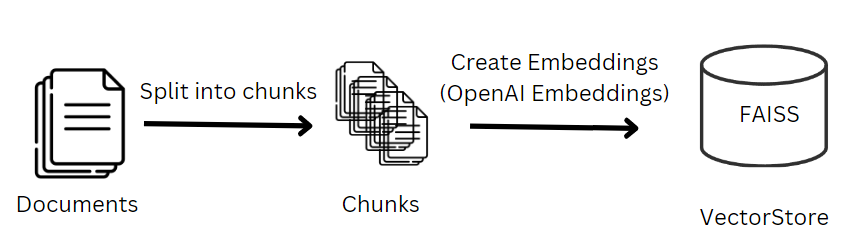 Split into chunks
Create Embeddings
(OpenAI Embeddings)
FAISS
Documents
Chunks
VectorStore